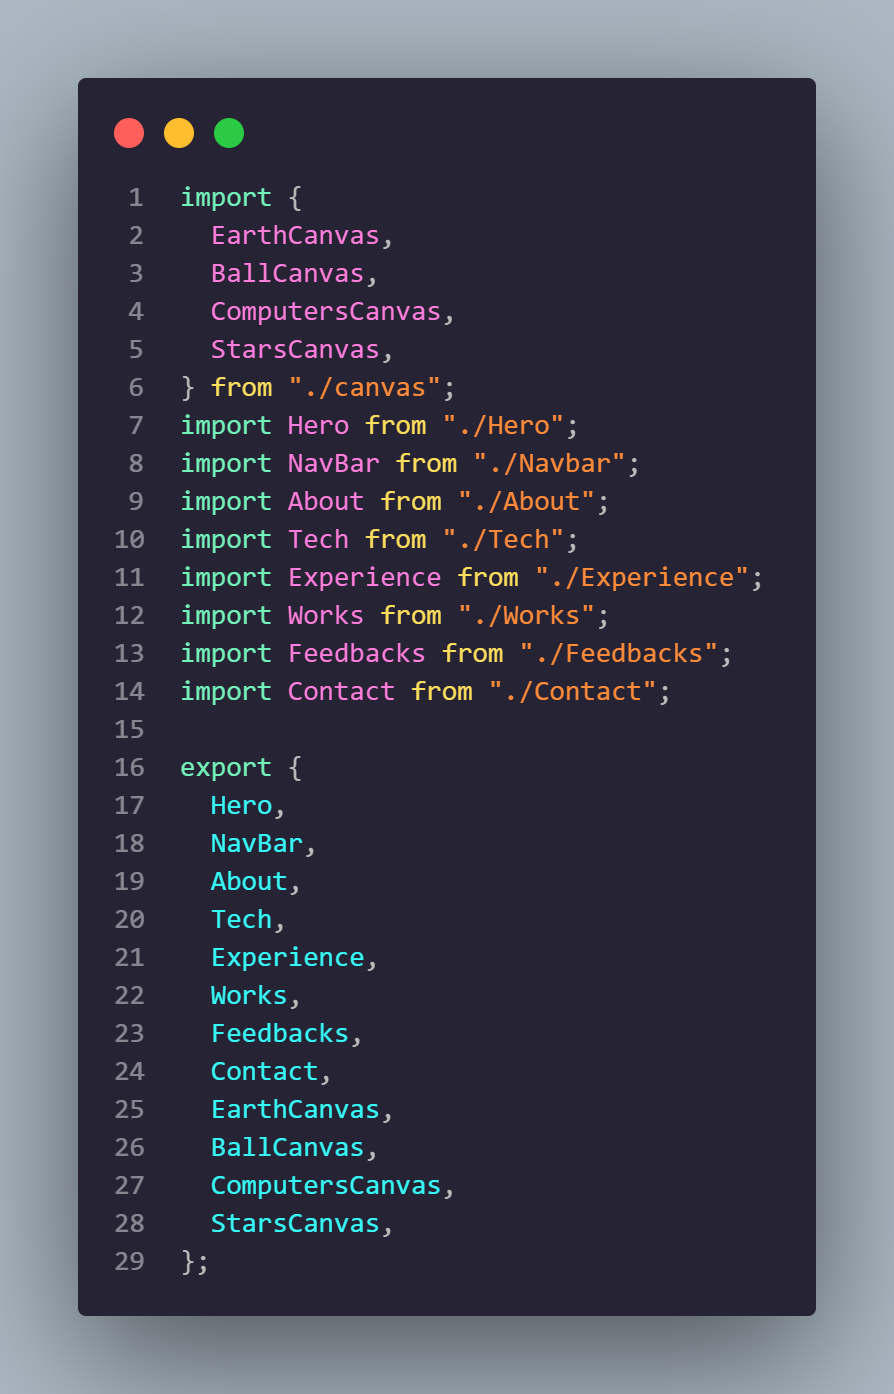 1 import {
2   EarthCanvas,
3   BallCanvas,
4   ComputersCanvas,
5   StarsCanvas,
6 } from "./canvas";
7 import Hero from "./Hero";
8 import NavBar from "./Navbar";
9 import About from "./About";
10 import Tech from "./Tech";
11 import Experience from "./Experience";
12 import Works from "./Works";
13 import Feedbacks from "./Feedbacks";
14 import Contact from "./Contact";
15
16 export {
17   Hero,
18   NavBar,
19   About,
20   Tech,
21   Experience,
22   Works,
23   Feedbacks,
24   Contact,
25   EarthCanvas,
26   BallCanvas,
27   ComputersCanvas,
28   StarsCanvas,
29 };